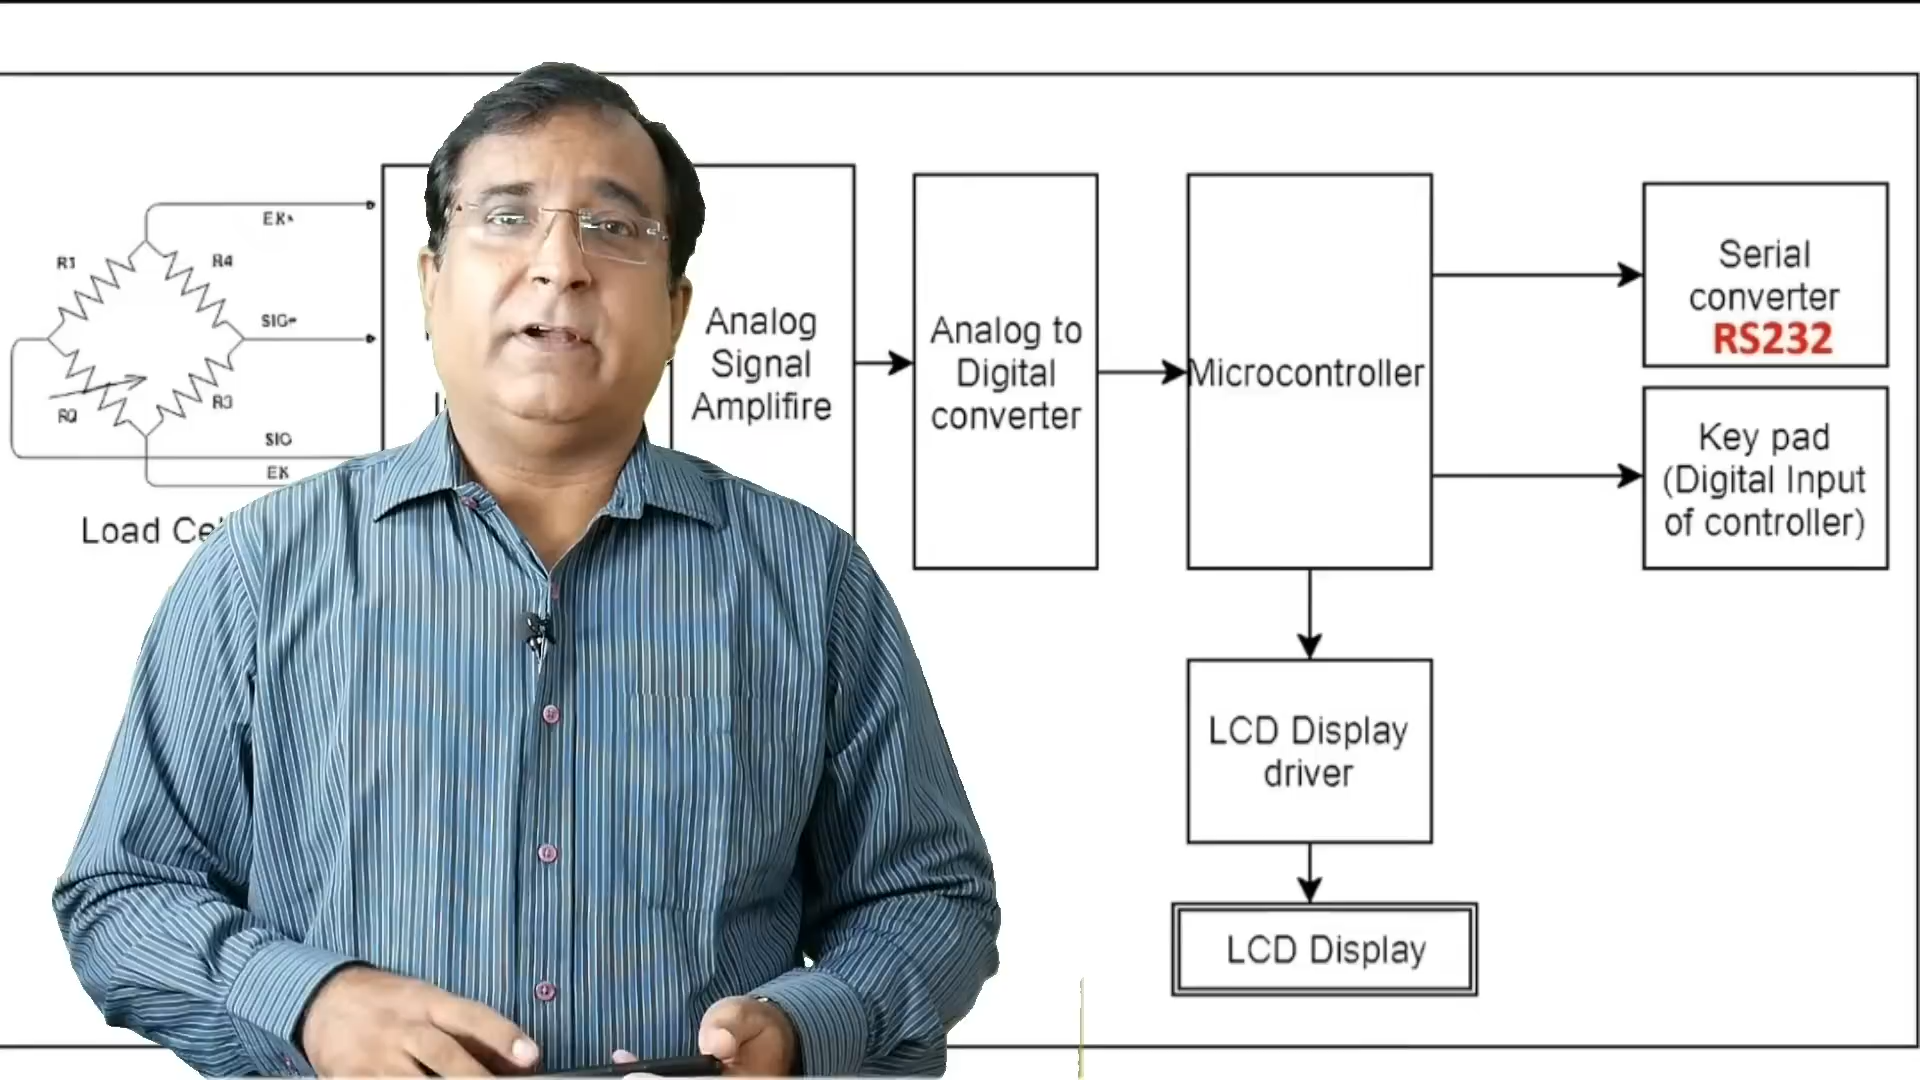 EX+
R1
R4
SIG+
R2
R3
SIG
EX
Load Ce
Analog
Signal
Amplifire
Analog to
Digital
converter
Microcontroller
Serial
converter
RS232
Key pad
(Digital Input
of controller)
LCD Display
driver
LCD Display